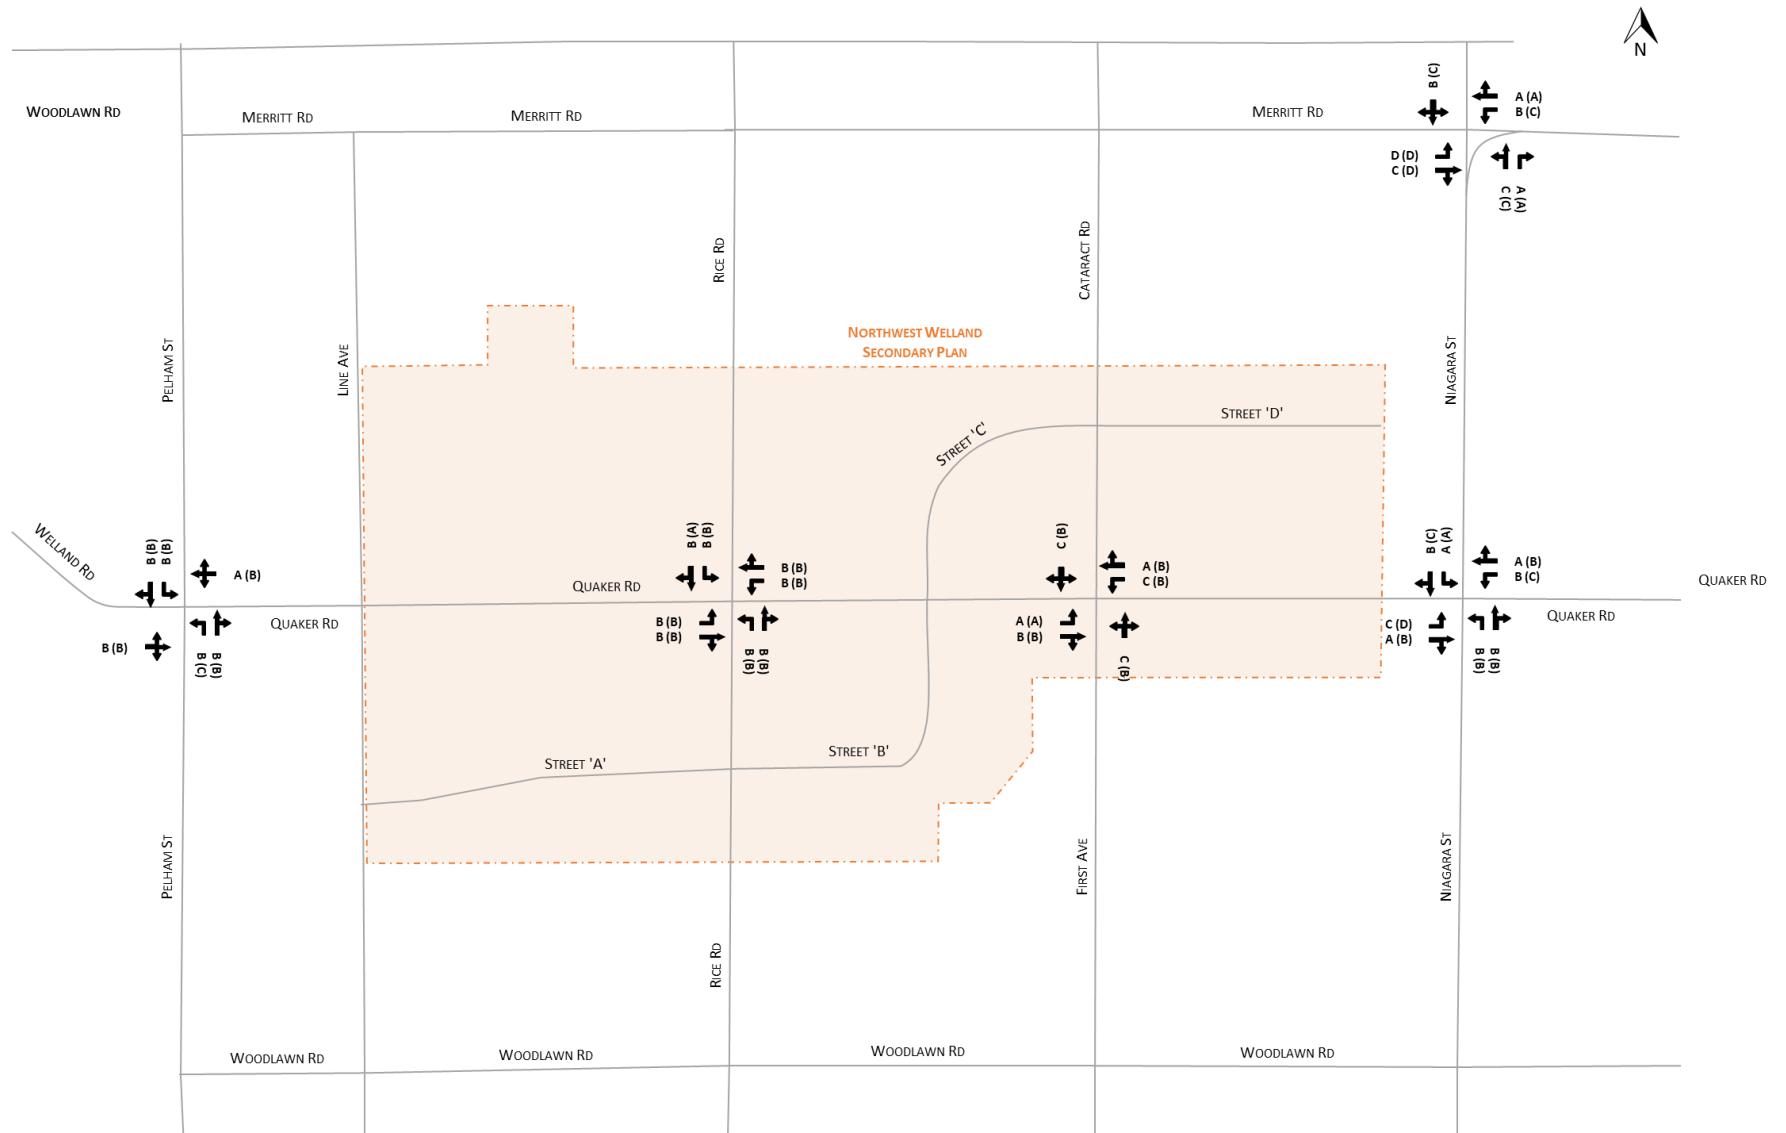 N
B (C)
A (A)
B (C)
WOODLAWN RD
MERRITT RD
MERRITT RD
MERRITT RD
D (D)
C (D)
C (C)
A (A)
RICE RD
CATARACT RD
PELHAM ST
LINE AVE
NIAGARA ST
NORTHWEST WELLAND
SECONDARY PLAN
STREET 'C'
STREET 'D'
WELLAND RD
B (B)
B (B)
A (B)
B (A)
B (B)
B (B)
B (B)
C (B)
A (B)
C (B)
B (C)
A (A)
A (B)
B (C)
QUAKER RD
QUAKER RD
QUAKER RD
QUAKER RD
B (B)
B (C)
B (B)
B (B)
B (B)
B (B)
B (B)
A (A)
B (B)
C (B)
C (D)
A (B)
B (B)
B (B)
STREET 'A'
STREET 'B'
PELHAM ST
FIRST AVE
NIAGARA ST
RICE RD
WOODLAWN RD
WOODLAWN RD
WOODLAWN RD
WOODLAWN RD